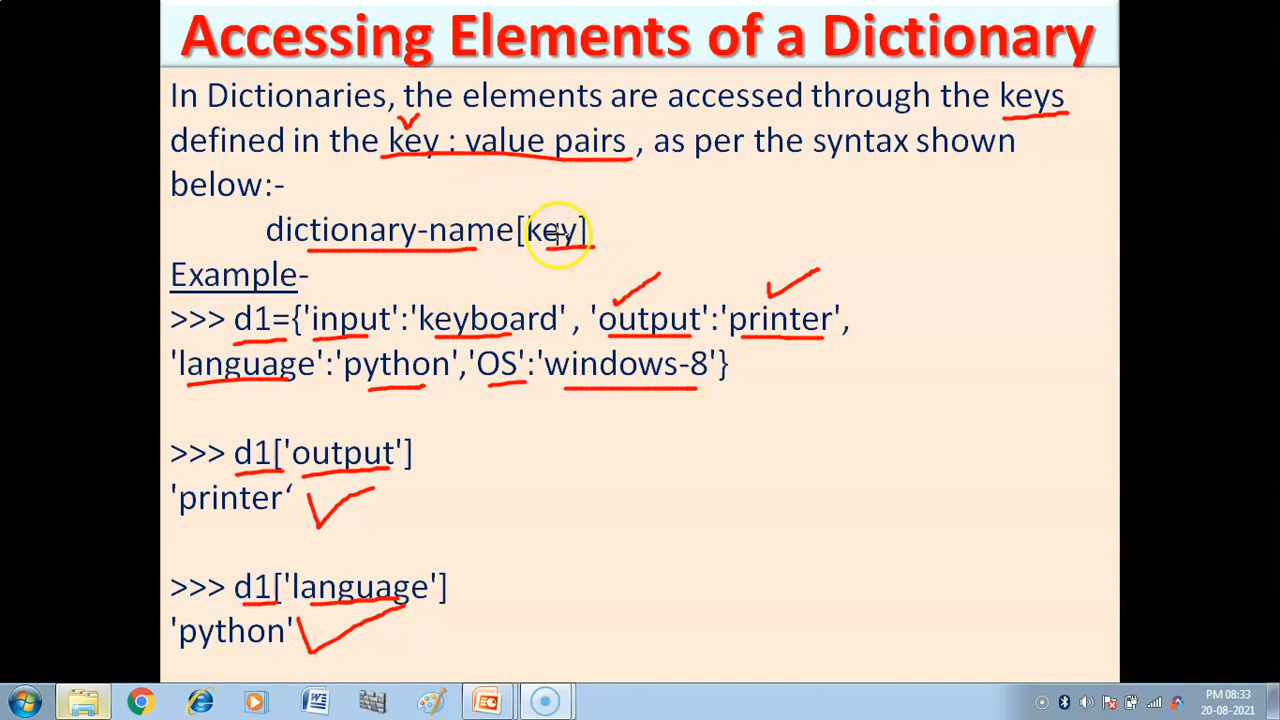 Accessing Elements of a Dictionary
In Dictionaries, the elements are accessed through the keys
defined in the key : value pairs , as per the syntax shown
below:-
dictionary-name[key]
Example-
>>> d1={'input':'keyboard' , 'output':'printer',
'language':'python','OS':'windows-8'}
>>> d1['output']
'printer‘
>>> d1['language']
'python'
PM 08:33
20-08-2021